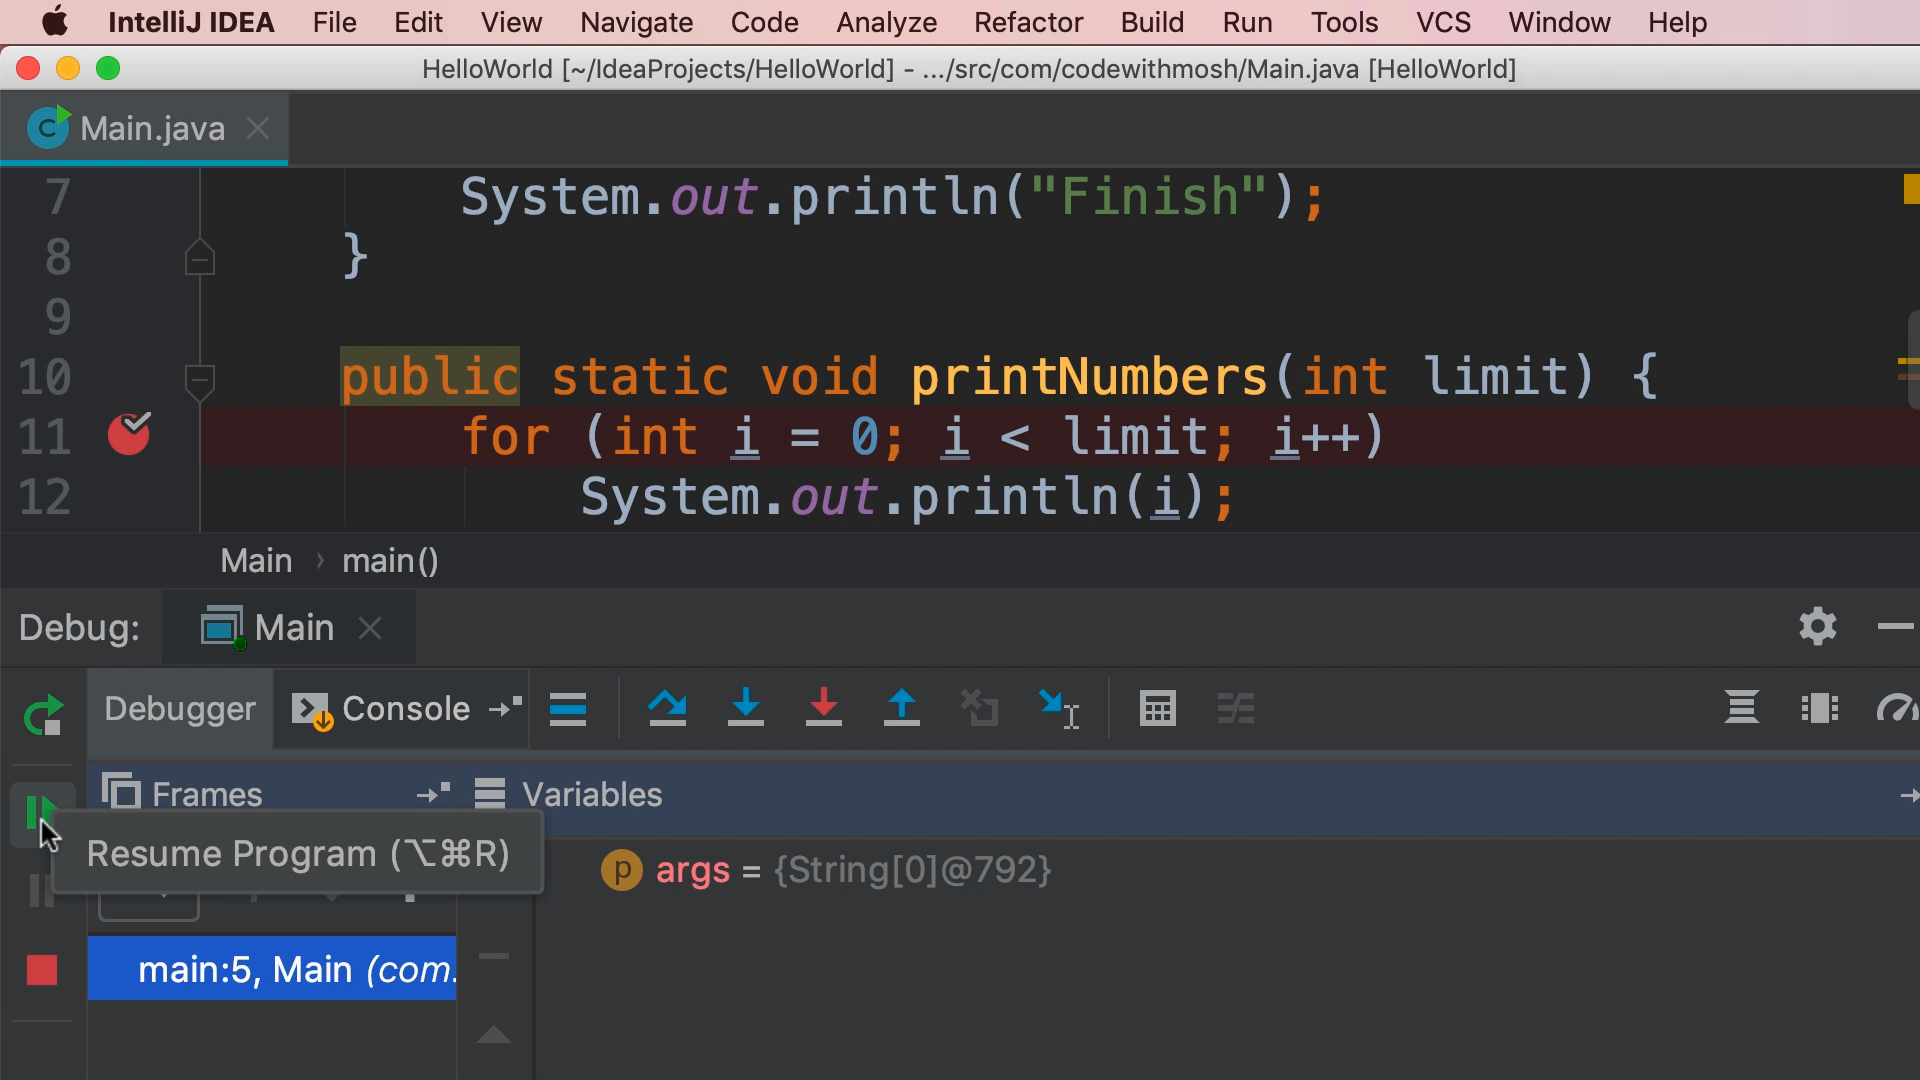 IntelliJ IDEA File Edit View Navigate Code Analyze Refactor Build Run Tools VCS Window Help
HelloWorld [~/IdeaProjects/HelloWorld] - .../src/com/codewithmosh/Main.java [HelloWorld]
C Main.java
7 System.out.println("Finish");
8 }
9
10 public static void printNumbers(int limit) {
11 for (int i = 0; i < limit; i++)
12 System.out.println(i);
Main › main()
Debug: Main
Debugger Console
Frames Variables
Resume Program (⌥⌘R)
p args = {String[0]@792}
main:5, Main (com.